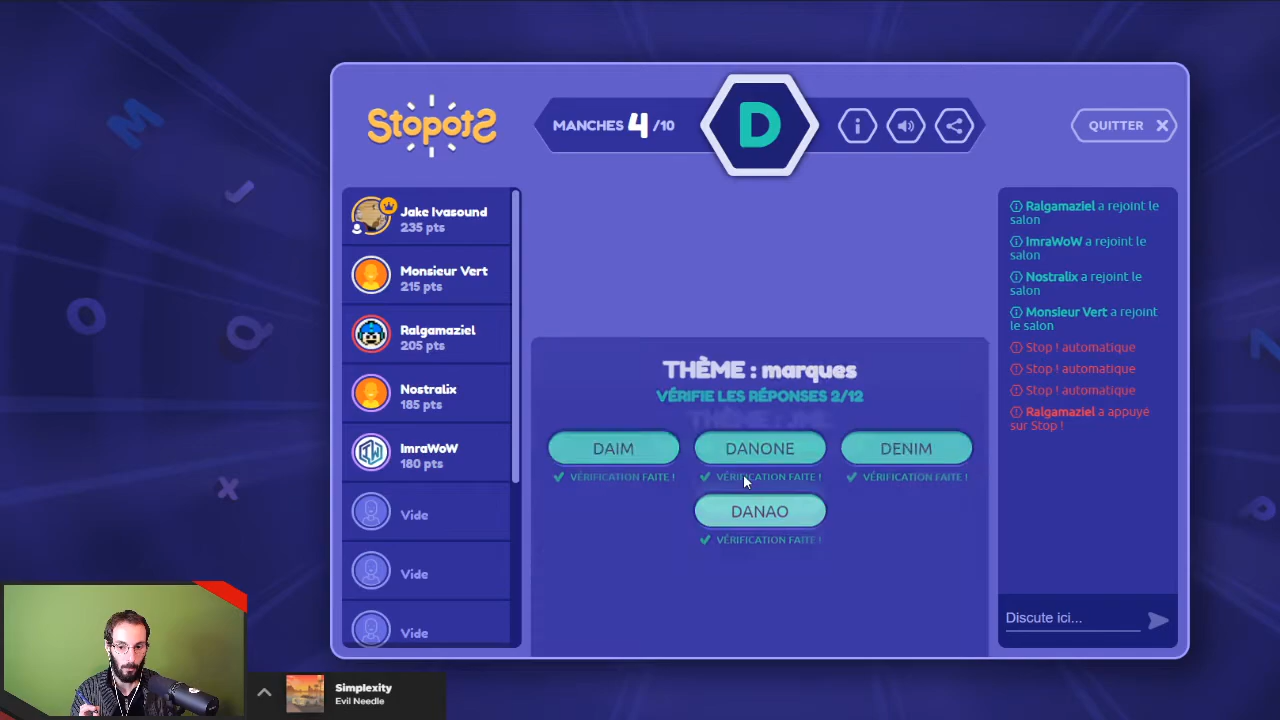 StopotS
MANCHES 4 /10
D
QUITTER
Jake Ivasound
235 pts
Monsieur Vert
215 pts
Ralgamaziel
205 pts
Nostralix
185 pts
ImraWoW
180 pts
Vide
Vide
Vide
THÈME : marques
VÉRIFIE LES RÉPONSES 2/12
DAIM
DANONE
DENIM
VÉRIFICATION FAITE !
VÉRIFICATION FAITE !
VÉRIFICATION FAITE !
DANAO
VÉRIFICATION FAITE !
Ralgamaziel a rejoint le
salon
ImraWoW a rejoint le
salon
Nostralix a rejoint le
salon
Monsieur Vert a rejoint
le salon
Stop ! automatique
Stop ! automatique
Stop ! automatique
Ralgamaziel a appuyé
sur Stop !
Discute ici...
Simplexity
Evil Needle